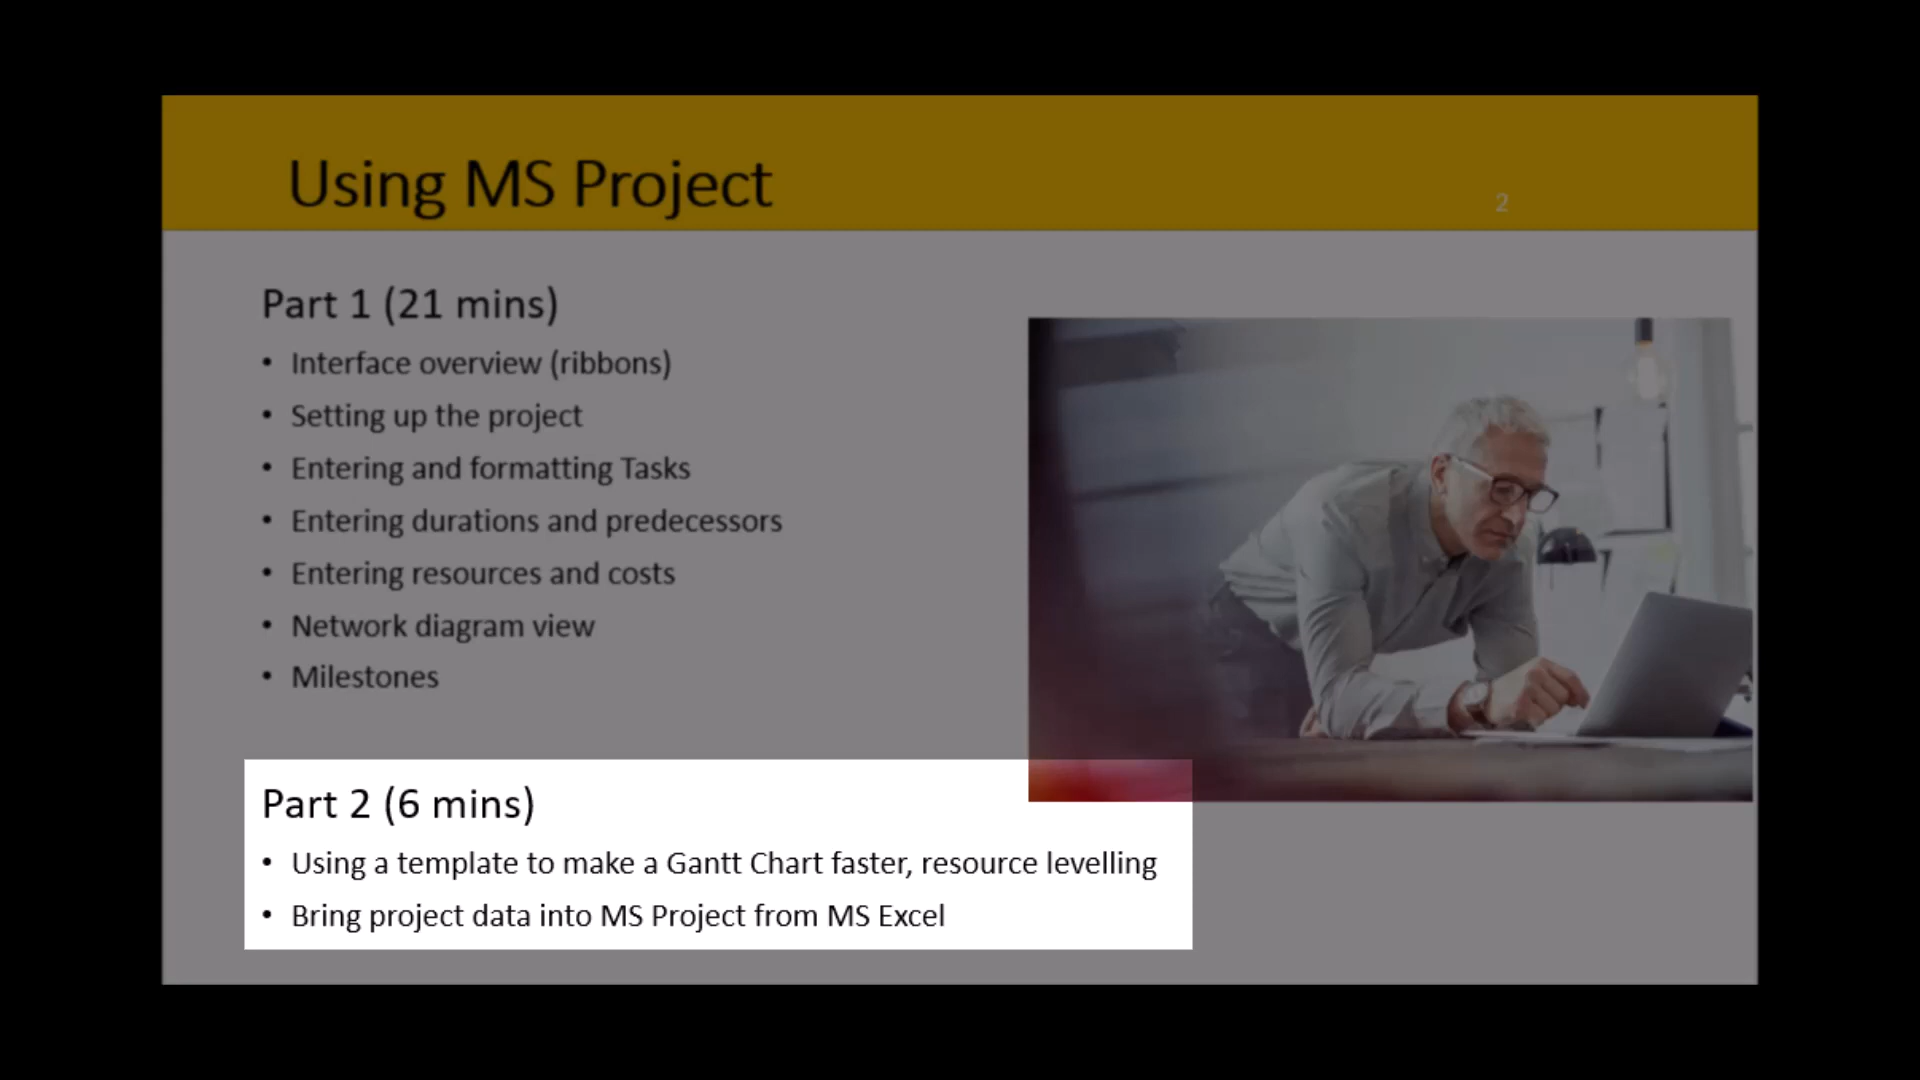 Using MS Project
2
Part 1 (21 mins)
• Interface overview (ribbons)
• Setting up the project
• Entering and formatting Tasks
• Entering durations and predecessors
• Entering resources and costs
• Network diagram view
• Milestones
Part 2 (6 mins)
• Using a template to make a Gantt Chart faster, resource levelling
• Bring project data into MS Project from MS Excel